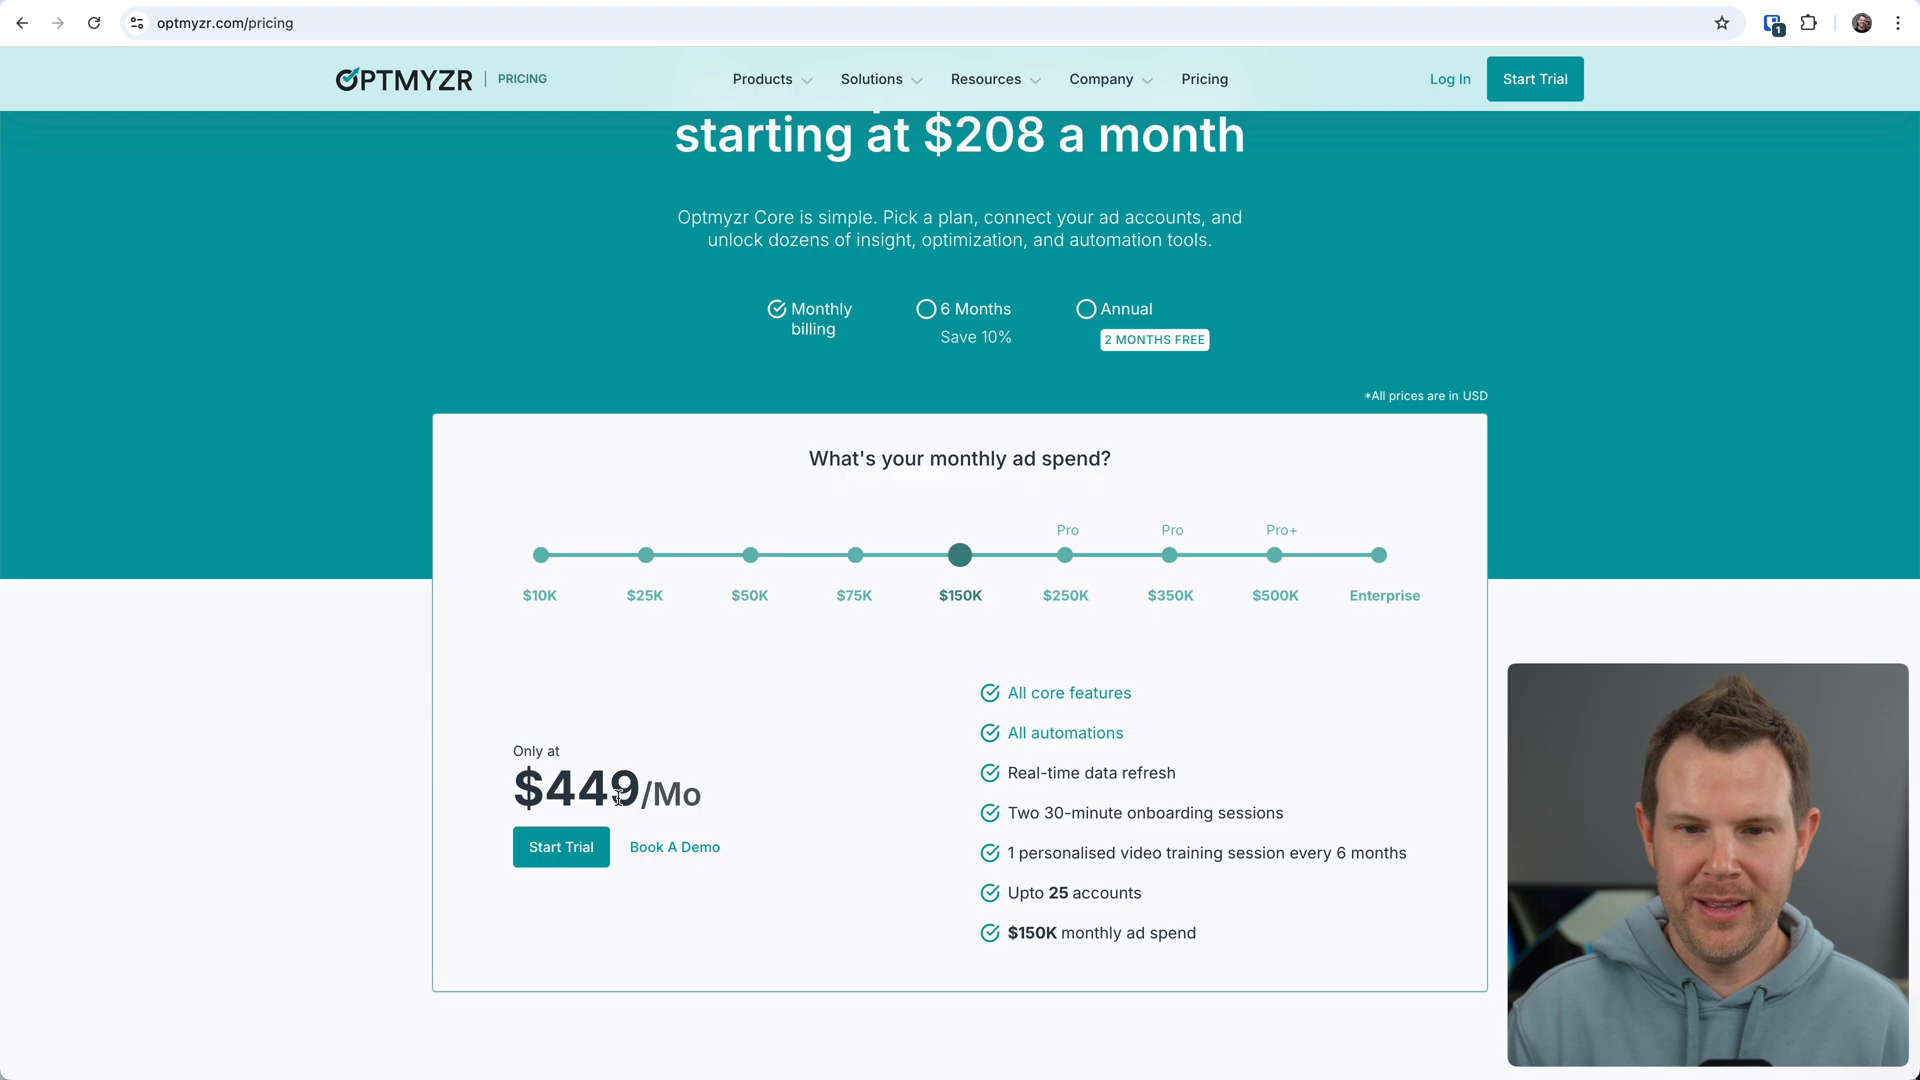 optmyzr.com/pricing
1
OPTMYZR | PRICING
Products
Solutions
Resources
Company
Pricing
Log In
Start Trial
starting at $208 a month
Optmyzr Core is simple. Pick a plan, connect your ad accounts, and
unlock dozens of insight, optimization, and automation tools.
Monthly
billing
6 Months
Save 10%
Annual
2 MONTHS FREE
*All prices are in USD
What's your monthly ad spend?
Pro
Pro
Pro+
$10K
$25K
$50K
$75K
$150K
$250K
$350K
$500K
Enterprise
Only at
$449/Mo
Start Trial
Book A Demo
All core features
All automations
Real-time data refresh
Two 30-minute onboarding sessions
1 personalised video training session every 6 months
Upto 25 accounts
$150K monthly ad spend